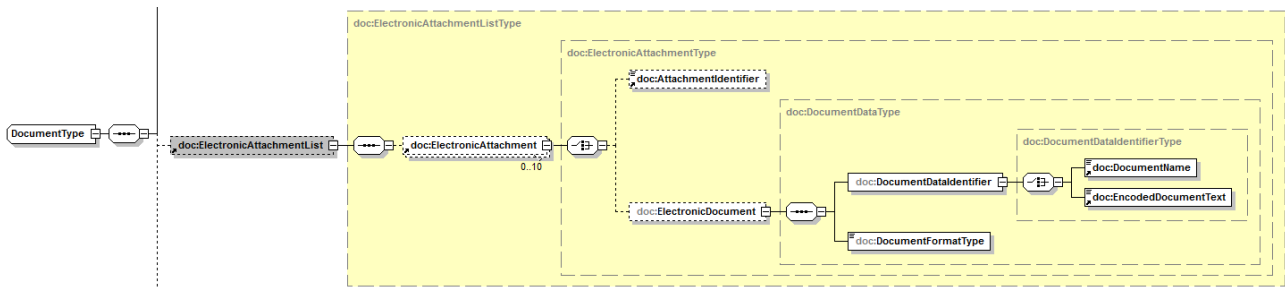 doc:ElectronicAttachmentListType
doc:ElectronicAttachmentType
doc:AttachmentIdentifier
doc:DocumentDataType
DocumentType
doc:ElectronicAttachmentList
doc:ElectronicAttachment
0..10
doc:DocumentDataIdentifierType
doc:DocumentName
doc:DocumentDataIdentifier
doc:EncodedDocumentText
doc:ElectronicDocument
doc:DocumentFormatType